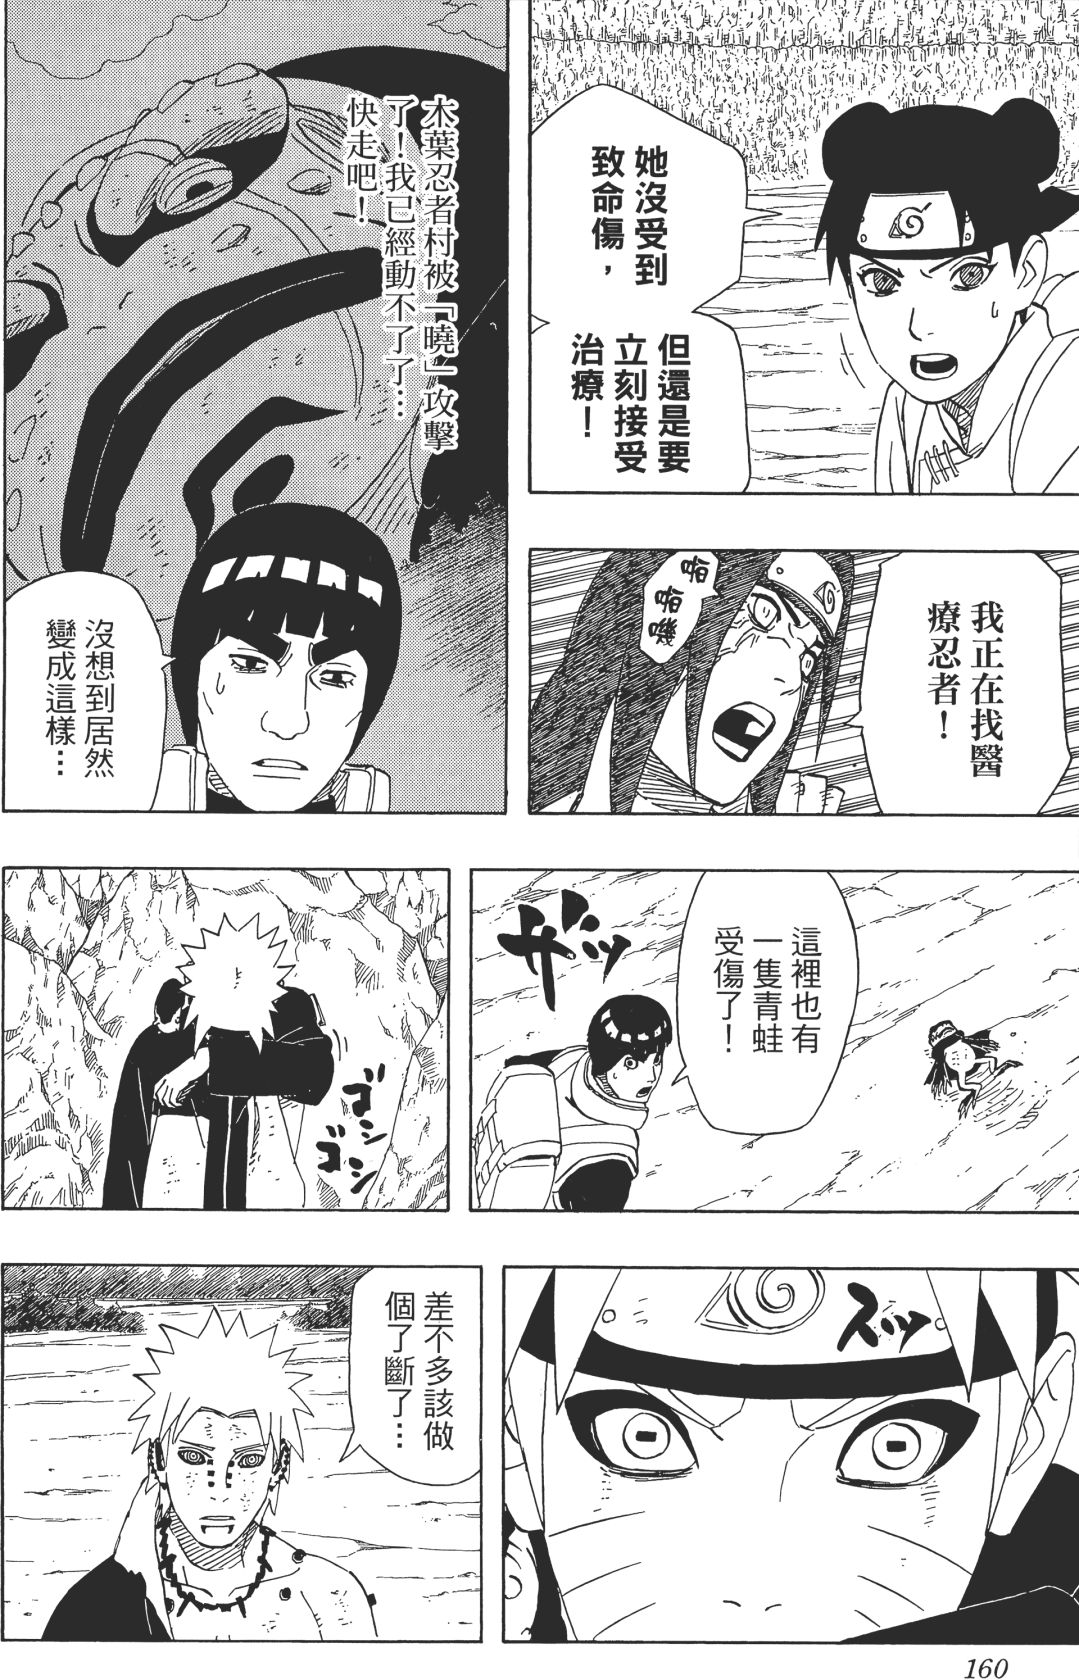 她沒受到
致命傷，
但還是要
立刻接受
治療！
我正在找醫
療忍者！
啪
啪
嘰
木葉忍者村被「曉」攻擊
了！我已經動不了了…
快走吧！
沒想到居然
變成這樣…
這裡也有
一隻青蛙
受傷了！
ザッ
ゴシ
ゴシ
スッ
差不多該做
個了斷了…
160